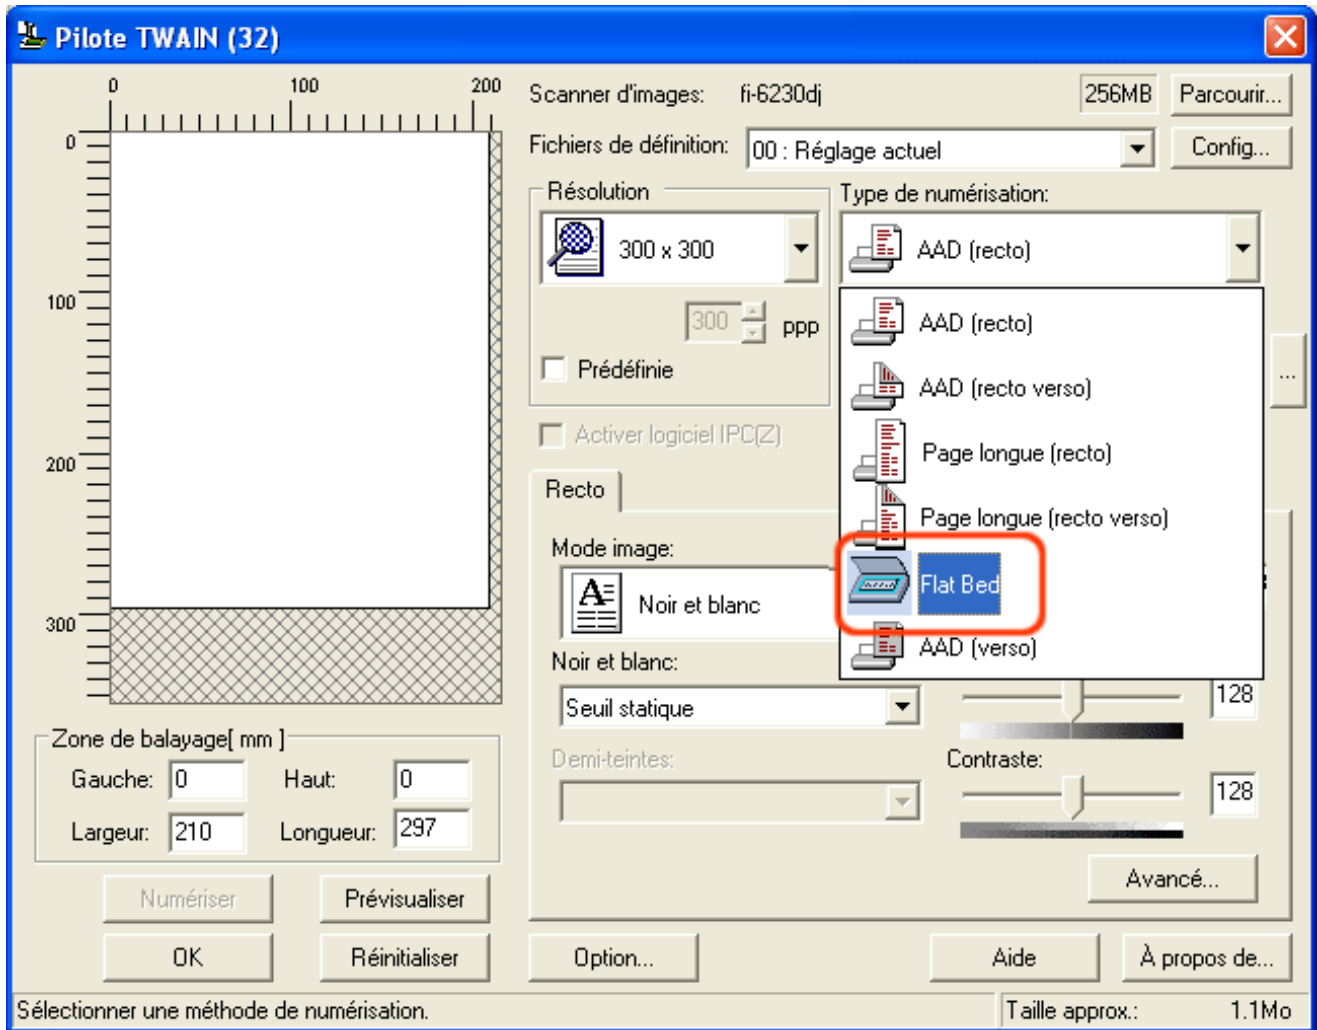 Pilote TWAIN (32)
0 100 200
0
100
200
300
Scanner d'images: fi-6230dj 256MB Parcourir...
Fichiers de définition: 00 : Réglage actuel Config...
Résolution
300 x 300
300 ppp
Prédéfinie
Type de numérisation:
AAD (recto)
AAD (recto)
AAD (recto verso)
Page longue (recto)
Page longue (recto verso)
Flat Bed
AAD (verso)
...
Activer logiciel IPC(Z)
Recto
Mode image:
Noir et blanc
Noir et blanc:
Seuil statique
128
Demi-teintes:
Contraste:
128
Avancé...
Zone de balayage[ mm ]
Gauche: 0 Haut: 0
Largeur: 210 Longueur: 297
Numériser Prévisualiser
OK Réinitialiser Option... Aide À propos de...
Sélectionner une méthode de numérisation. Taille approx.: 1.1Mo